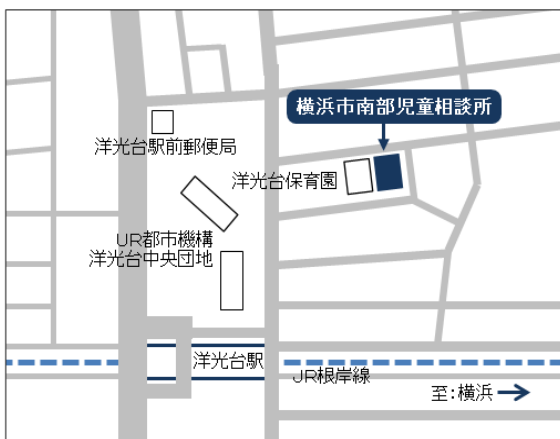 横浜市南部児童相談所
洋光台駅前郵便局
洋光台保育園
UR都市機構
洋光台中央団地
洋光台駅
JR根岸線
至:横浜